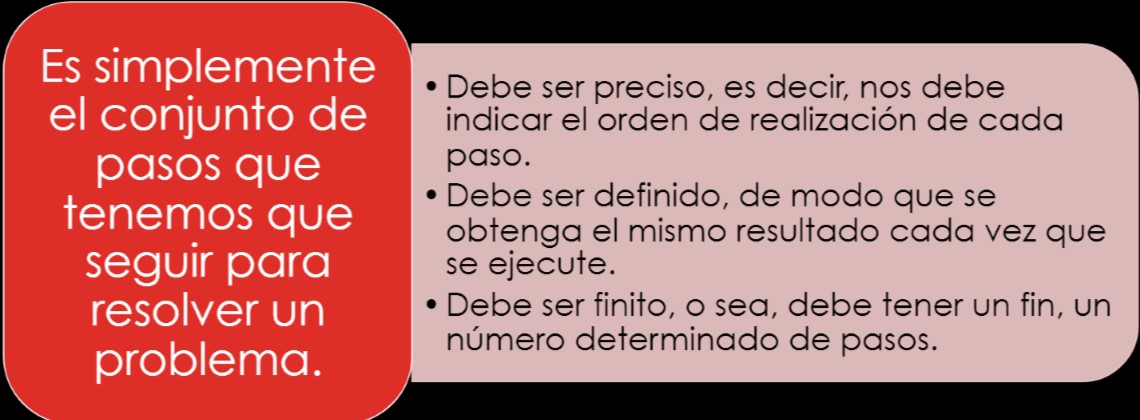 Es simplemente
el conjunto de
pasos que
tenemos que
seguir para
resolver un
problema.
• Debe ser preciso, es decir, nos debe
indicar el orden de realización de cada
paso.
• Debe ser definido, de modo que se
obtenga el mismo resultado cada vez que
se ejecute.
• Debe ser finito, o sea, debe tener un fin, un
número determinado de pasos.